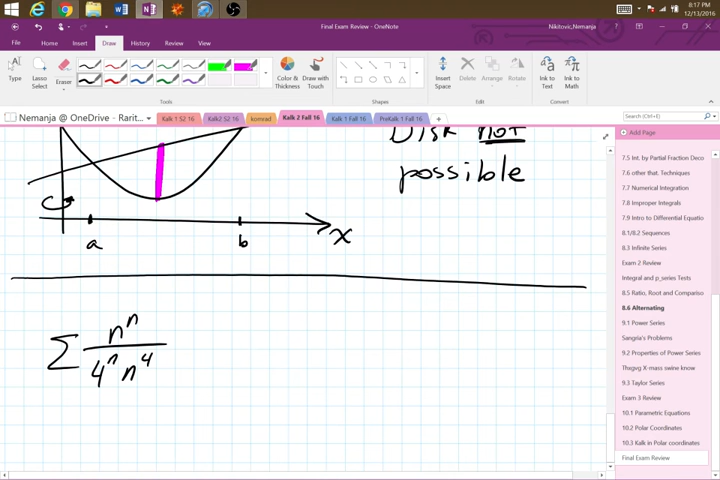 8:17 PM
12/13/2016
Final Exam Review - OneNote
Nikitovic, Nemanja
File Home Insert Draw History Review View
Type
Lasso Select
Eraser
Color & Thickness
Draw with Touch
Insert Space
Delete
Arrange
Rotate
Ink to Text
Ink to Math
Tools Shapes Edit Convert
Nemanja @ OneDrive - Rarit...
Kalk 1 S2 16 Kalk2 S2 16 komrad Kalk 2 Fall 16 Kalk 1 Fall 16 PreKalk 1 Fall 16 +
Search (Ctrl+E)
Add Page
7.5 Int. by Partial Fraction Deco
7.6 other that. Techniques
7.7 Numerical Integration
7.8 Improper Integrals
7.9 Intro to Differential Equatio
8.1/8.2 Sequences
8.3 Infinite Series
Exam 2 Review
Integral and p_series Tests
8.5 Ratio, Root and Compariso
8.6 Alternating
9.1 Power Series
Sangria's Problems
9.2 Properties of Power Series
Thxgvg X-mass swine know
9.3 Taylor Series
Exam 3 Review
10.1 Parametric Equations
10.2 Polar Coordinates
10.3 Kalk in Polar coordinates
Final Exam Review
Disk not
possible
a b x
∑ n^n / 4^n n^4